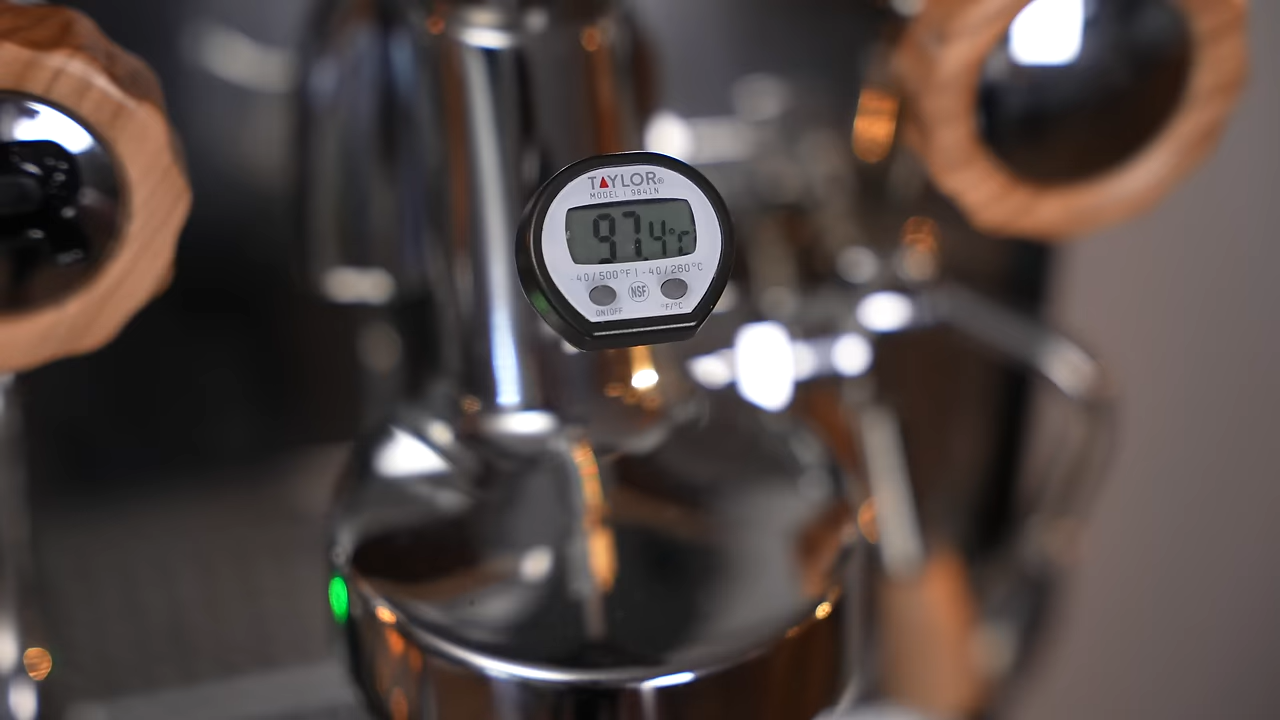 TAYLOR®
MODEL | 9841N
97.4°F
-40/500°F | -40/260°C
ON|OFF NSF °F/°C